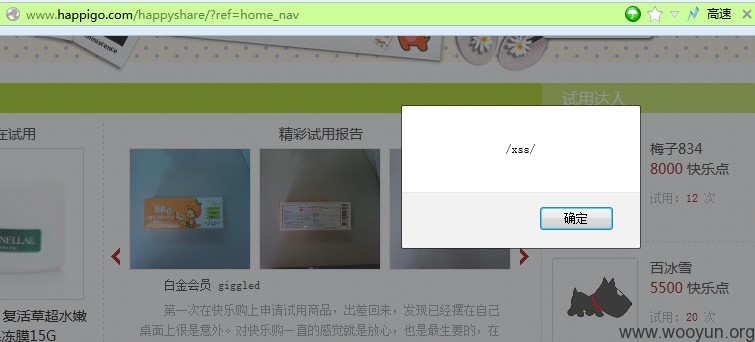 www.happigo.com/happyshare/?ref=home_nav
高速
试用达人
在试用
精彩试用报告
/xss/
确定
梅子834
8000 快乐点
试用：12 次
NELLAE
白金会员 giggled
第一次在快乐购上申请试用商品，出差回来，发现已经摆在自己
桌面上很是意外。对快乐购一直的感觉就是放心，也是最主要的，在
复活草超水嫩
冻膜15G
百冰雪
5500 快乐点
试用：20 次
www.wooyun.org